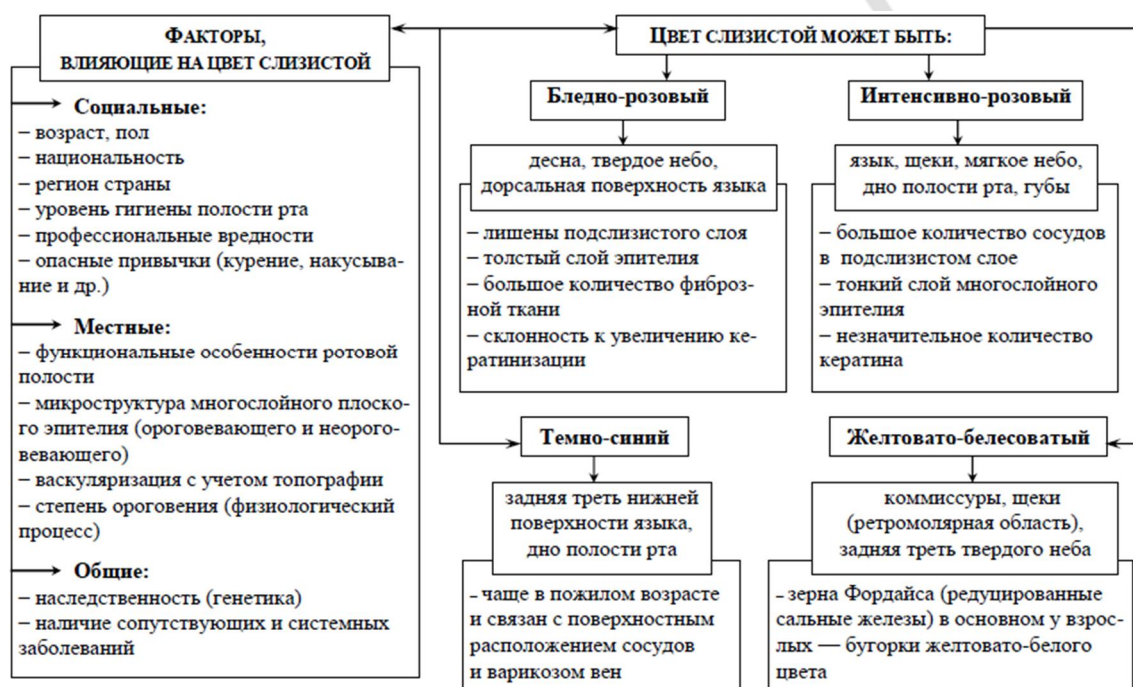 ФАКТОРЫ,
ВЛИЯЮЩИЕ НА ЦВЕТ СЛИЗИСТОЙ
Социальные:
– возраст, пол
– национальность
– регион страны
– уровень гигиены полости рта
– профессиональные вредности
– опасные привычки (курение, накусыва-
ние и др.)
Местные:
– функциональные особенности ротовой
полости
– микроструктура многослойного плоско-
го эпителия (ороговевающего и неорого-
вевающего)
– васкуляризация с учетом топографии
– степень ороговения (физиологический
процесс)
Общие:
– наследственность (генетика)
– наличие сопутствующих и системных
заболеваний
ЦВЕТ СЛИЗИСТОЙ МОЖЕТ БЫТЬ:
Бледно-розовый
десна, твердое небо,
дорсальная поверхность языка
– лишены подслизистого слоя
– толстый слой эпителия
– большое количество фиброз-
ной ткани
– склонность к увеличению ке-
ратинизации
Интенсивно-розовый
язык, щеки, мягкое небо,
дно полости рта, губы
– большое количество сосудов
в подслизистом слое
– тонкий слой многослойного
эпителия
– незначительное количество
кератина
Темно-синий
задняя треть нижней
поверхности языка,
дно полости рта
– чаще в пожилом возрасте
и связан с поверхностным
расположением сосудов
и варикозом вен
Желтовато-белесоватый
комиссуры, щеки
(ретромолярная область),
задняя треть твердого неба
– зерна Фордайса (редуцированные
сальные железы) в основном у взрос-
лых — бугорки желтовато-белого
цвета